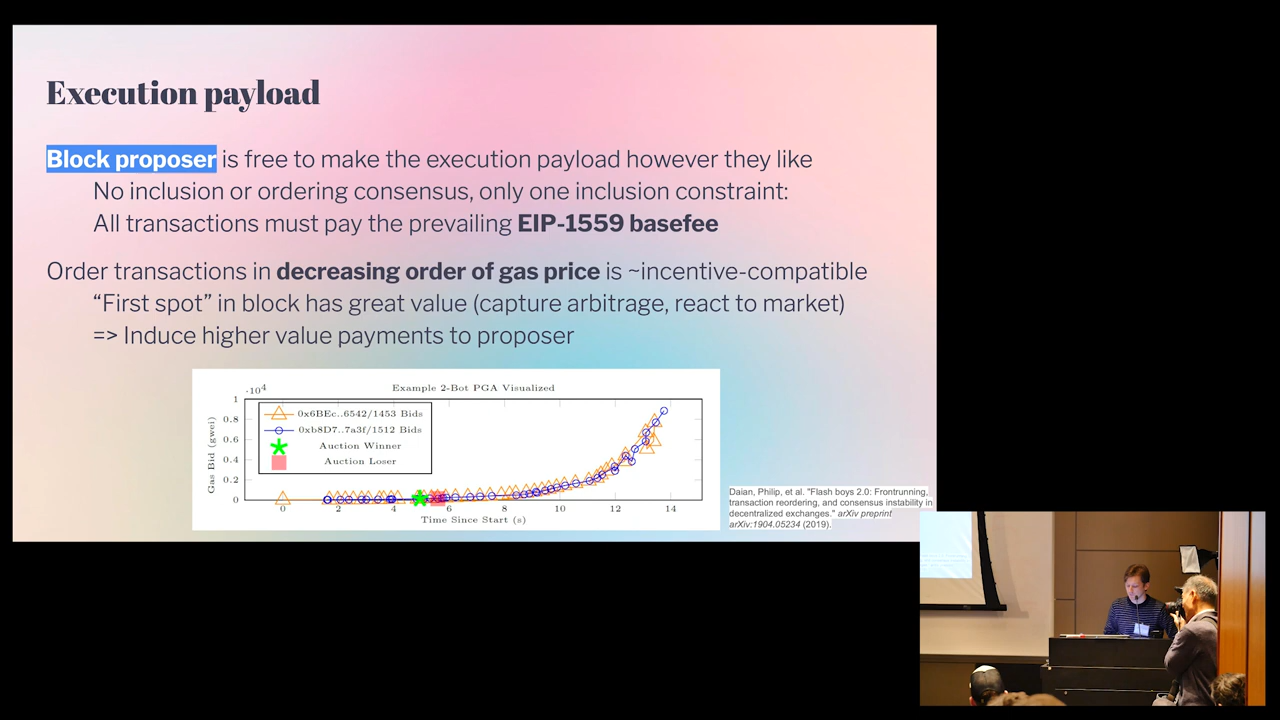 Execution payload
Block proposer is free to make the execution payload however they like
No inclusion or ordering consensus, only one inclusion constraint:
All transactions must pay the prevailing EIP-1559 basefee
Order transactions in decreasing order of gas price is ~incentive-compatible
“First spot” in block has great value (capture arbitrage, react to market)
=> Induce higher value payments to proposer
Example 2-Bot PGA Visualized
·10⁴
1
0.8
0.6
0.4
0.2
0
Gas Bid (gwei)
0x6BEc..6542/1453 Bids
0xb8D7..7a3f/1512 Bids
Auction Winner
Auction Loser
0 2 4 6 8 10 12 14
Time Since Start (s)
Daian, Philip, et al. "Flash boys 2.0: Frontrunning,
transaction reordering, and consensus instability in
decentralized exchanges." arXiv preprint
arXiv:1904.05234 (2019).